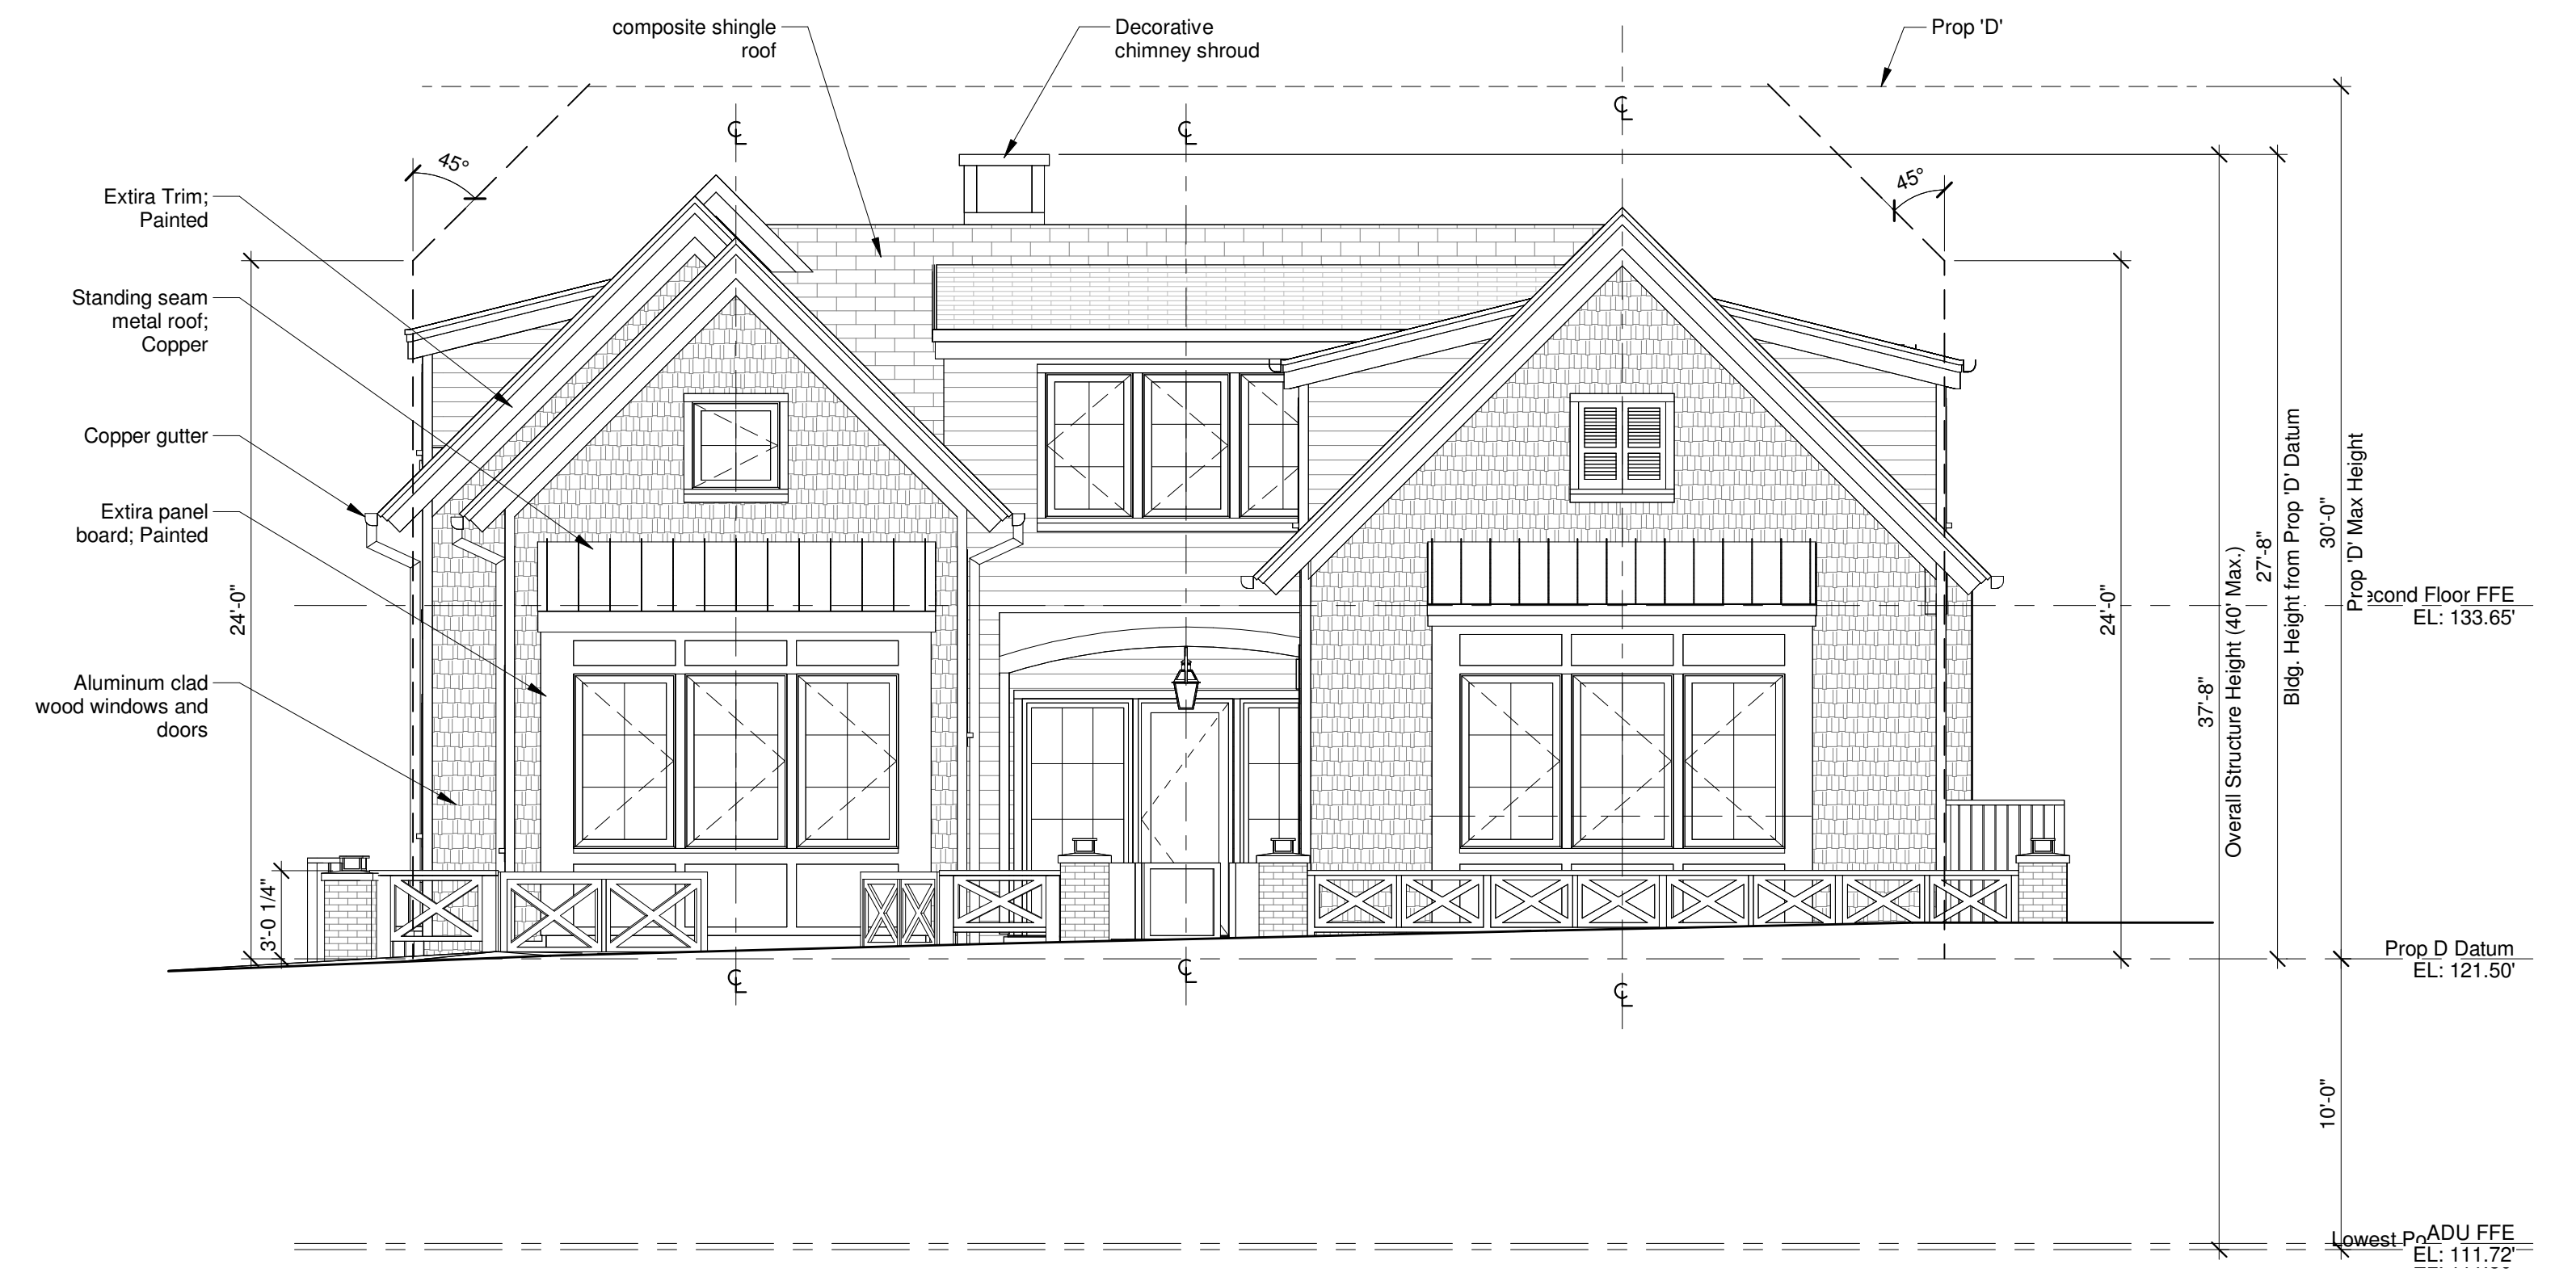 composite shingle
roof
Decorative
chimney shroud
Prop 'D'
℄
℄
℄
45°
45°
Extira Trim;
Painted
Standing seam
metal roof;
Copper
Copper gutter
Extira panel
board; Painted
Aluminum clad
wood windows and
doors
24'-0"
3'-0 1/4"
24'-0"
37'-8"
Overall Structure Height (40' Max.)
27'-8"
Bldg. Height from Prop 'D' Datum
30'-0"
Prop 'D' Max Height
econd Floor FFE
EL: 133.65'
Prop D Datum
EL: 121.50'
℄
℄
℄
10'-0"
Lowest Po
ADU FFE
EL: 111.72'